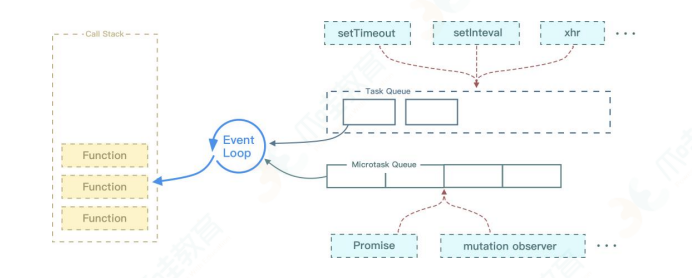 Call Stack
setTimeout
setInteval
xhr
...
Task Queue
Event
Loop
Function
Function
Function
Microtask Queue
Promise
mutation observer
...